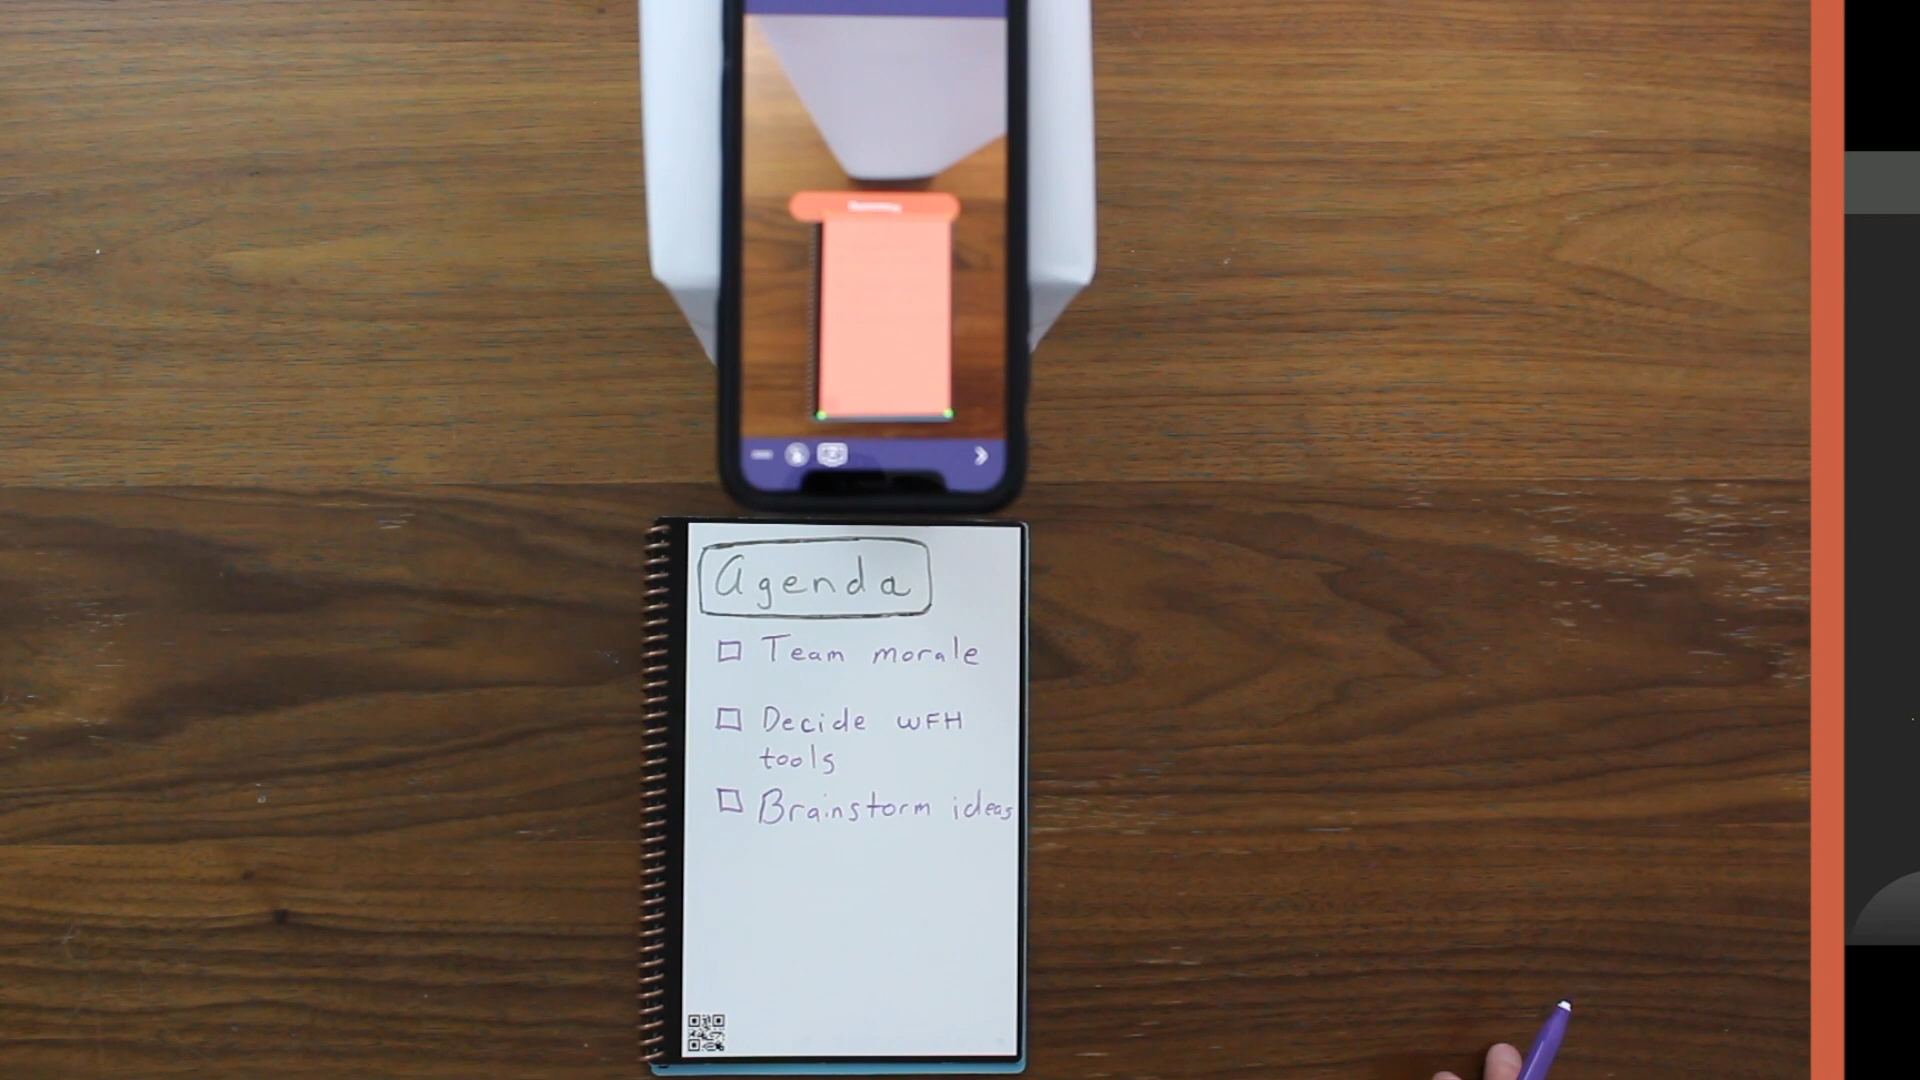 Agenda
Team morale
Decide WFH
tools
Brainstorm ideas